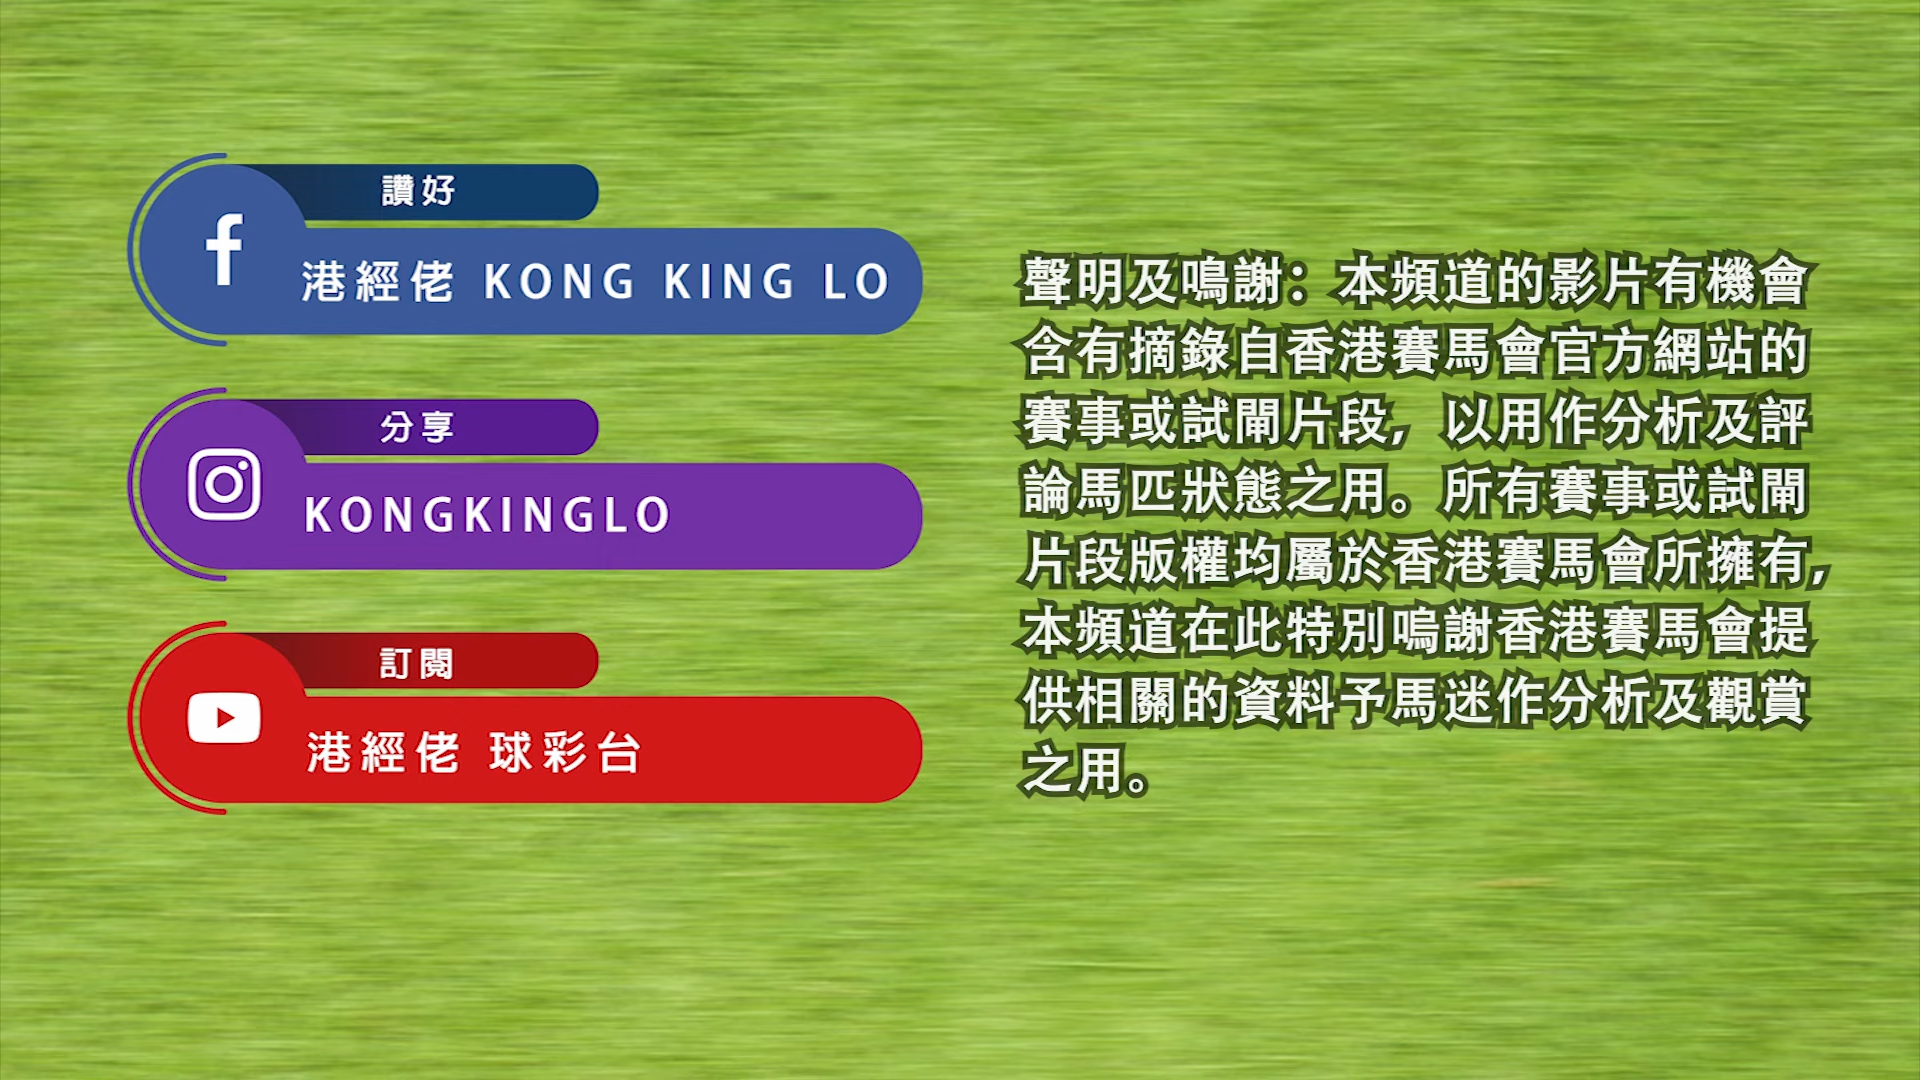 讚好
港經佬 KONG KING LO
分享
KONGKINGLO
訂閱
港經佬 球彩台
聲明及鳴謝：本頻道的影片有機會
含有摘錄自香港賽馬會官方網站的
賽事或試閘片段，以用作分析及評
論馬匹狀態之用。所有賽事或試閘
片段版權均屬於香港賽馬會所擁有，
本頻道在此特別嗚謝香港賽馬會提
供相關的資料予馬迷作分析及觀賞
之用。